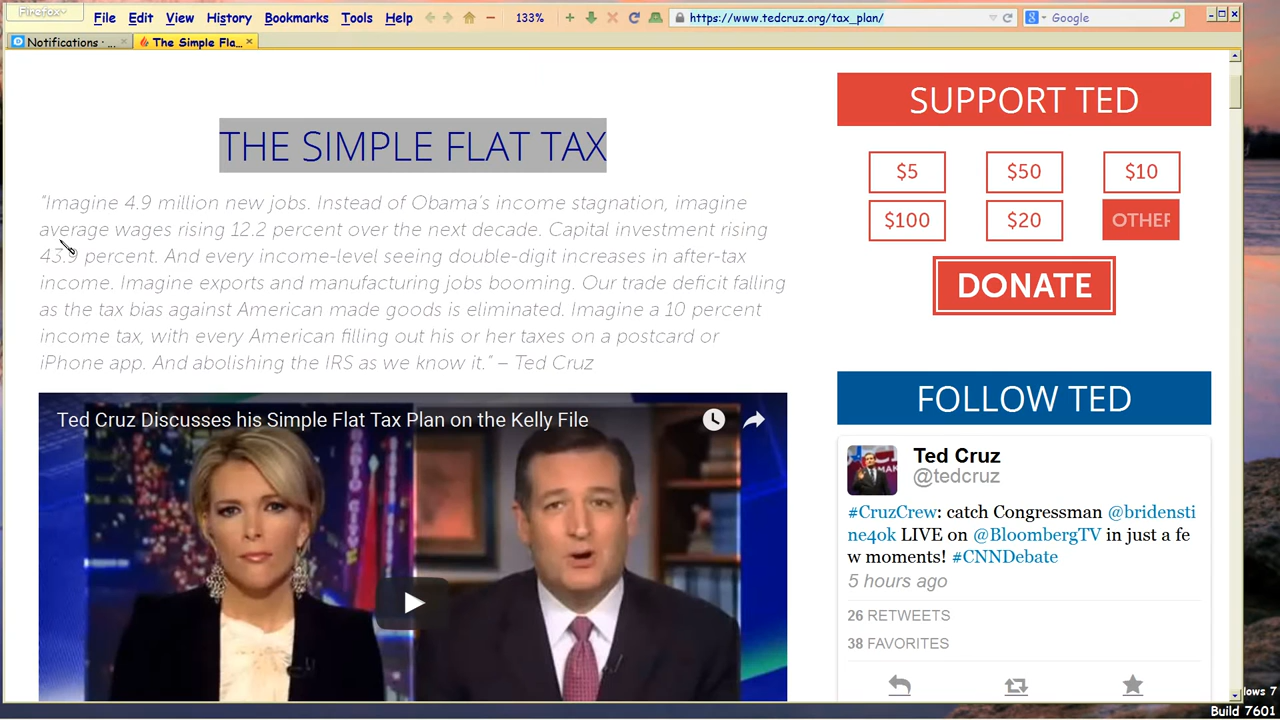 Firefox
File Edit View History Bookmarks Tools Help 133% https://www.tedcruz.org/tax_plan/ Google
Notifications · ... The Simple Fla...
THE SIMPLE FLAT TAX
"Imagine 4.9 million new jobs. Instead of Obama's income stagnation, imagine
average wages rising 12.2 percent over the next decade. Capital investment rising
43.9 percent. And every income-level seeing double-digit increases in after-tax
income. Imagine exports and manufacturing jobs booming. Our trade deficit falling
as the tax bias against American made goods is eliminated. Imagine a 10 percent
income tax, with every American filling out his or her taxes on a postcard or
iPhone app. And abolishing the IRS as we know it." – Ted Cruz
Ted Cruz Discusses his Simple Flat Tax Plan on the Kelly File
SUPPORT TED
$5 $50 $10
$100 $20 OTHER
DONATE
FOLLOW TED
Ted Cruz
@tedcruz
#CruzCrew: catch Congressman @bridensti
ne4ok LIVE on @BloombergTV in just a fe
w moments! #CNNDebate
5 hours ago
26 RETWEETS
38 FAVORITES
lows 7
Build 7601